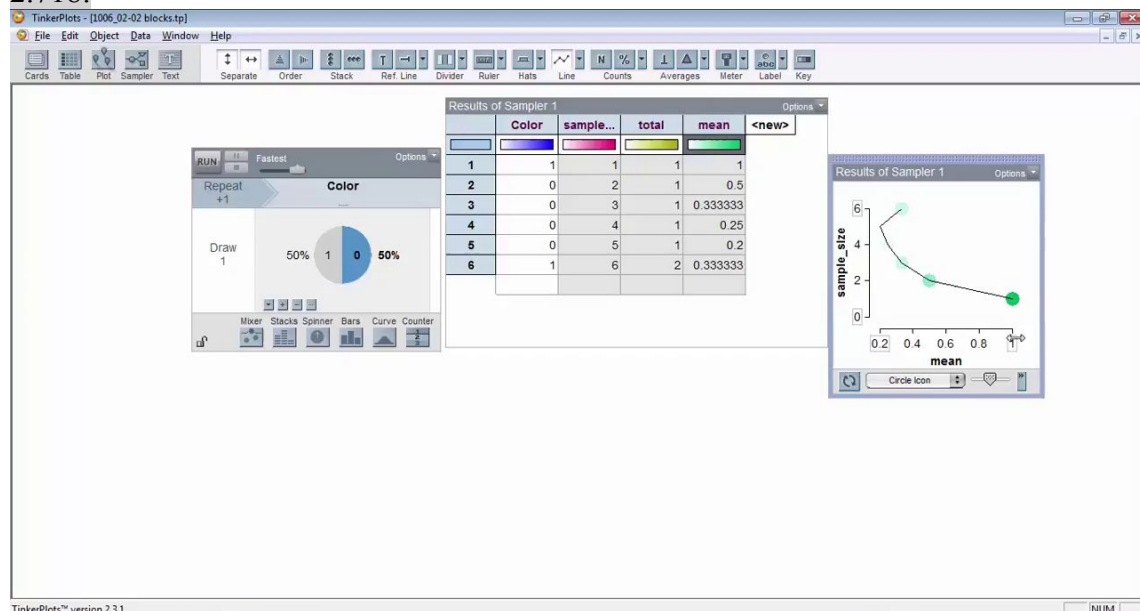 2:718:
TinkerPlots - [1006_02-02 blocks.tp]
File Edit Object Data Window Help
Cards Table Plot Sampler Text Separate Order Stack Ref. Line Divider Ruler Hats Line Counts Averages Meter Label Key
Results of Sampler 1 Options
Color sample... total mean <new>
1 1 1 1 1
2 0 2 1 0.5
3 0 3 1 0.333333
4 0 4 1 0.25
5 0 5 1 0.2
6 1 6 2 0.333333
RUN Fastest Options
Repeat +1 Color
Draw 1
50% 1 0 50%
Mixer Stacks Spinner Bars Curve Counter
Results of Sampler 1 Options
sample_size
6
4
2
0
0.2 0.4 0.6 0.8 1
mean
Circle Icon
TinkerPlots™ version 2.3.1 NUM